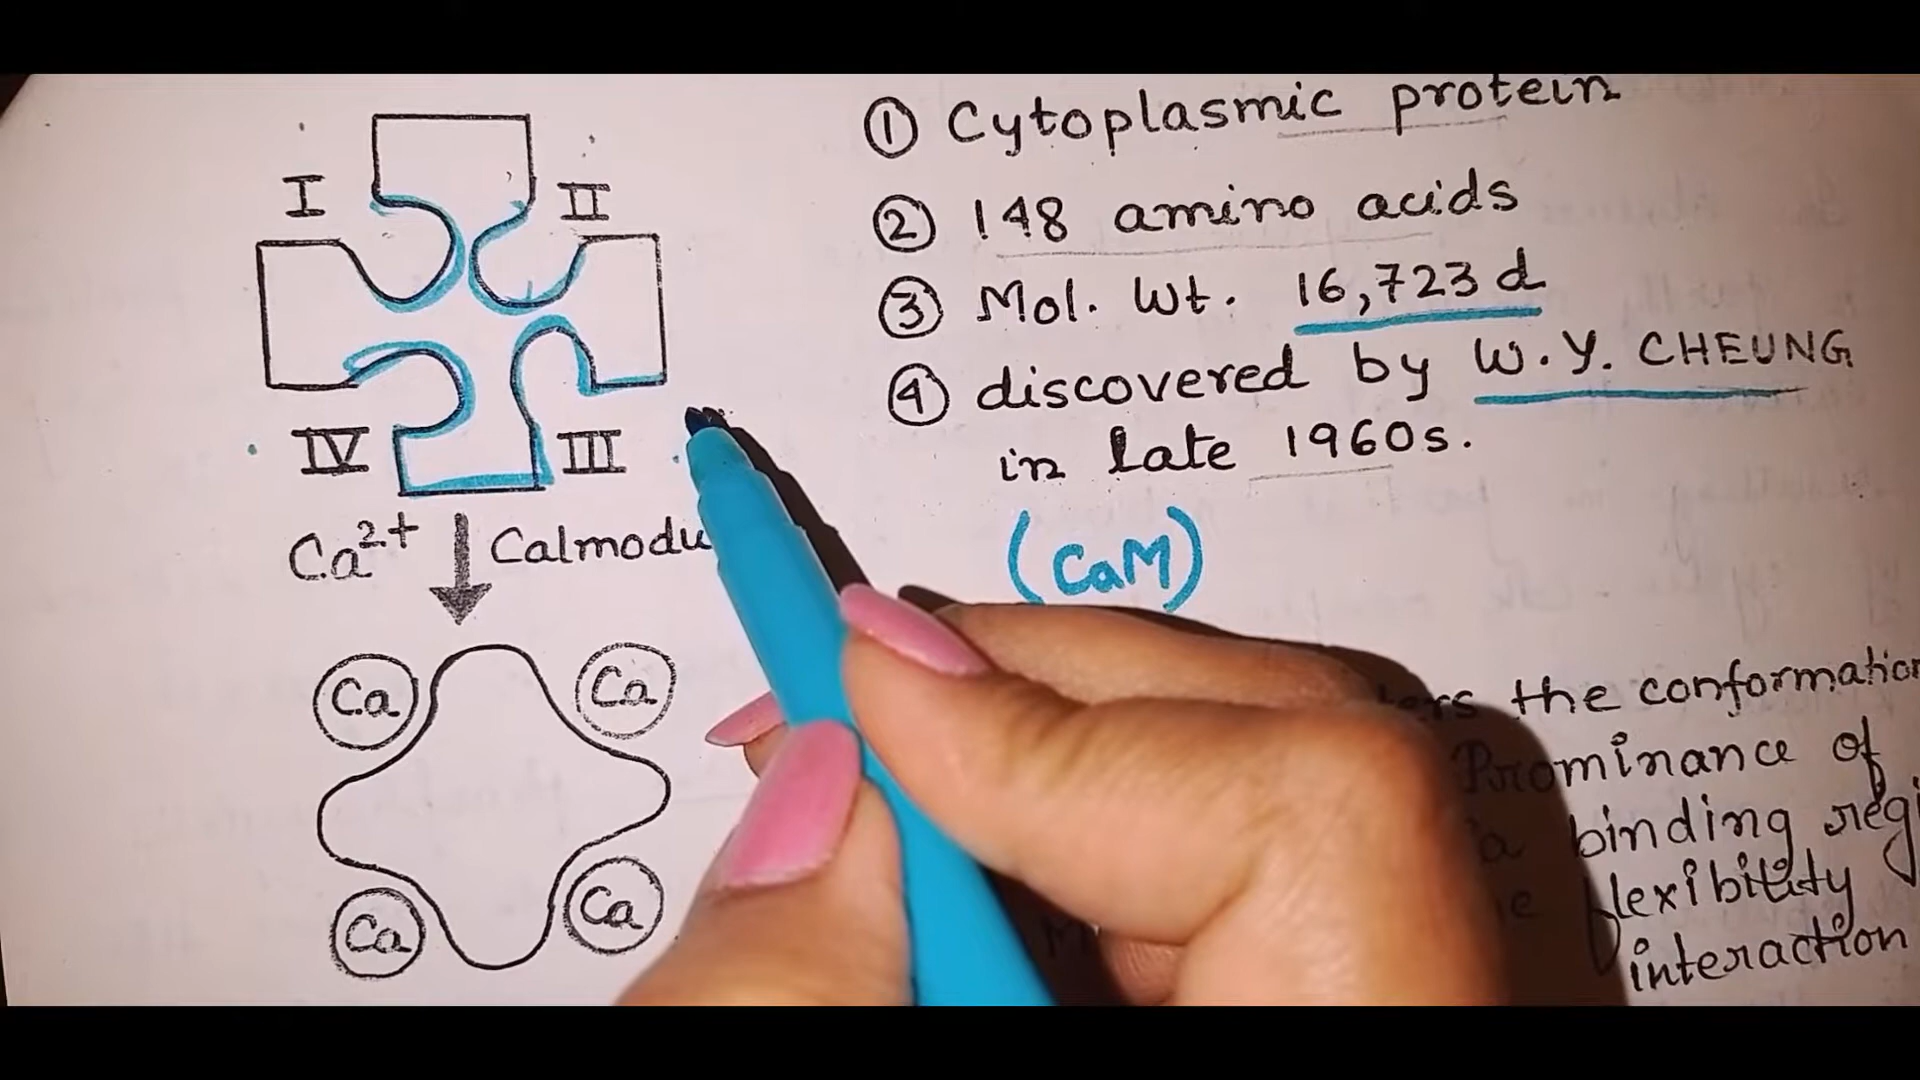 I II
IV III
Ca²⁺ Calmodu
Ca Ca
Ca Ca
① Cytoplasmic protein
② 148 amino acids
③ Mol. Wt. 16,723 d
④ discovered by W.Y. CHEUNG
in late 1960s.
(CaM)
the conformation
Prominance of
binding regi
flexibility
interaction